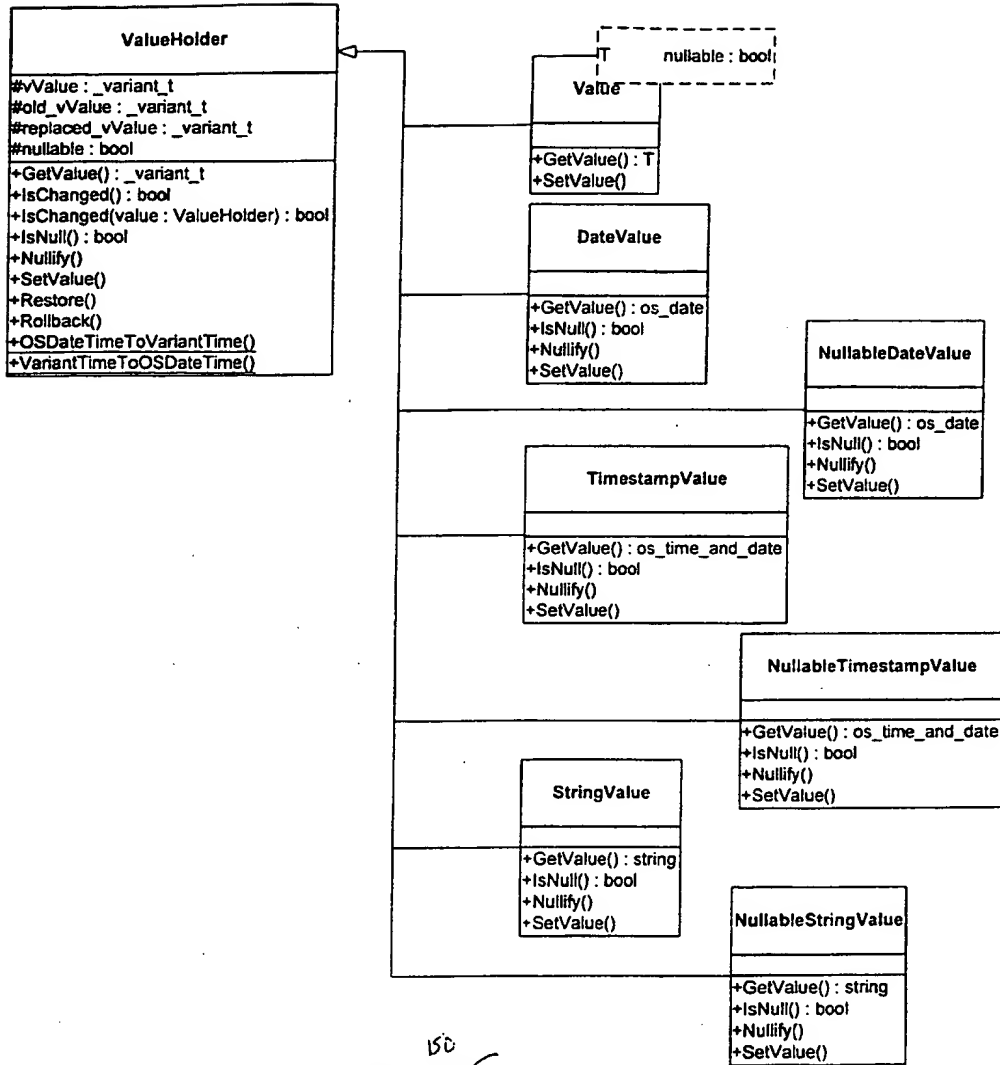 ValueHolder
#vValue : _variant_t
#old_vValue : _variant_t
#replaced_vValue : _variant_t
#nullable : bool
+GetValue() : _variant_t
+IsChanged() : bool
+IsChanged(value : ValueHolder) : bool
+IsNull() : bool
+Nullify()
+SetValue()
+Restore()
+Rollback()
+OSDateTimeToVariantTime()
+VariantTimeToOSDateTime()
T nullable : bool
Value
+GetValue() : T
+SetValue()
DateValue
+GetValue() : os_date
+IsNull() : bool
+Nullify()
+SetValue()
NullableDateValue
+GetValue() : os_date
+IsNull() : bool
+Nullify()
+SetValue()
TimestampValue
+GetValue() : os_time_and_date
+IsNull() : bool
+Nullify()
+SetValue()
NullableTimestampValue
+GetValue() : os_time_and_date
+IsNull() : bool
+Nullify()
+SetValue()
StringValue
+GetValue() : string
+IsNull() : bool
+Nullify()
+SetValue()
NullableStringValue
+GetValue() : string
+IsNull() : bool
+Nullify()
+SetValue()
150